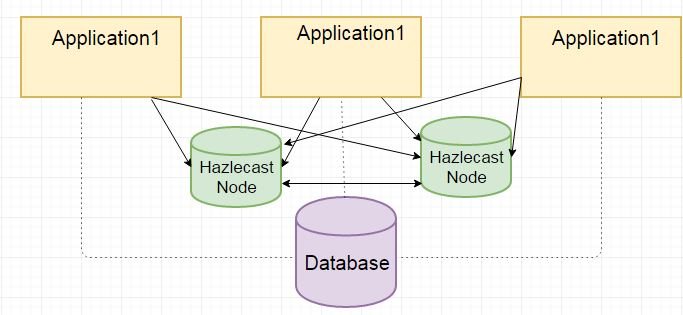 Application1
Application1
Application1
Hazlecast
Node
Hazlecast
Node
Database